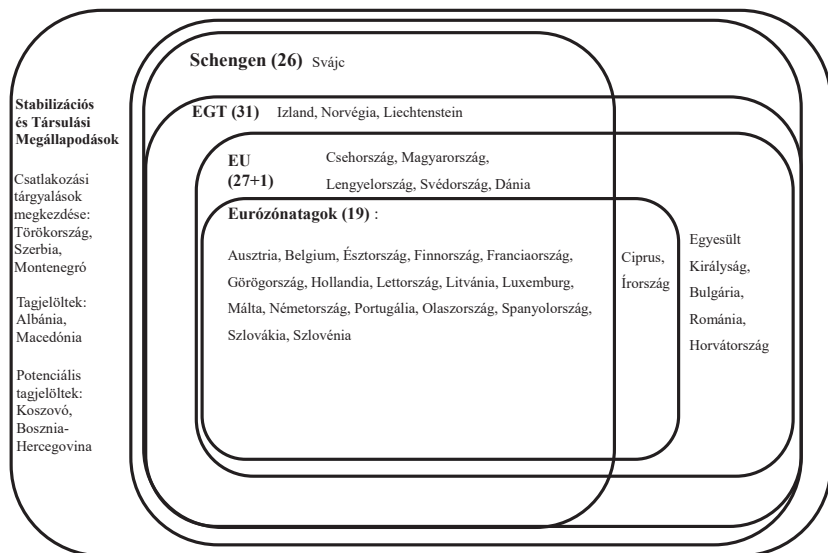 Schengen (26) Svájc
Stabilizációs
és Társulási
Megállapodások
Csatlakozási
tárgyalások
megkezdése:
Törökország,
Szerbia,
Montenegró
Tagjelöltek:
Albánia,
Macedónia
Potenciális
tagjelöltek:
Koszovó,
Bosznia-
Hercegovina
EGT (31) Izland, Norvégia, Liechtenstein
EU
(27+1)
Csehország, Magyarország,
Lengyelország, Svédország, Dánia
Eurózónatagok (19) :
Ausztria, Belgium, Észtország, Finnország, Franciaország,
Görögország, Hollandia, Lettország, Litvánia, Luxemburg,
Málta, Németország, Portugália, Olaszország, Spanyolország,
Szlovákia, Szlovénia
Ciprus,
Írország
Egyesült
Királyság,
Bulgária,
Románia,
Horvátország